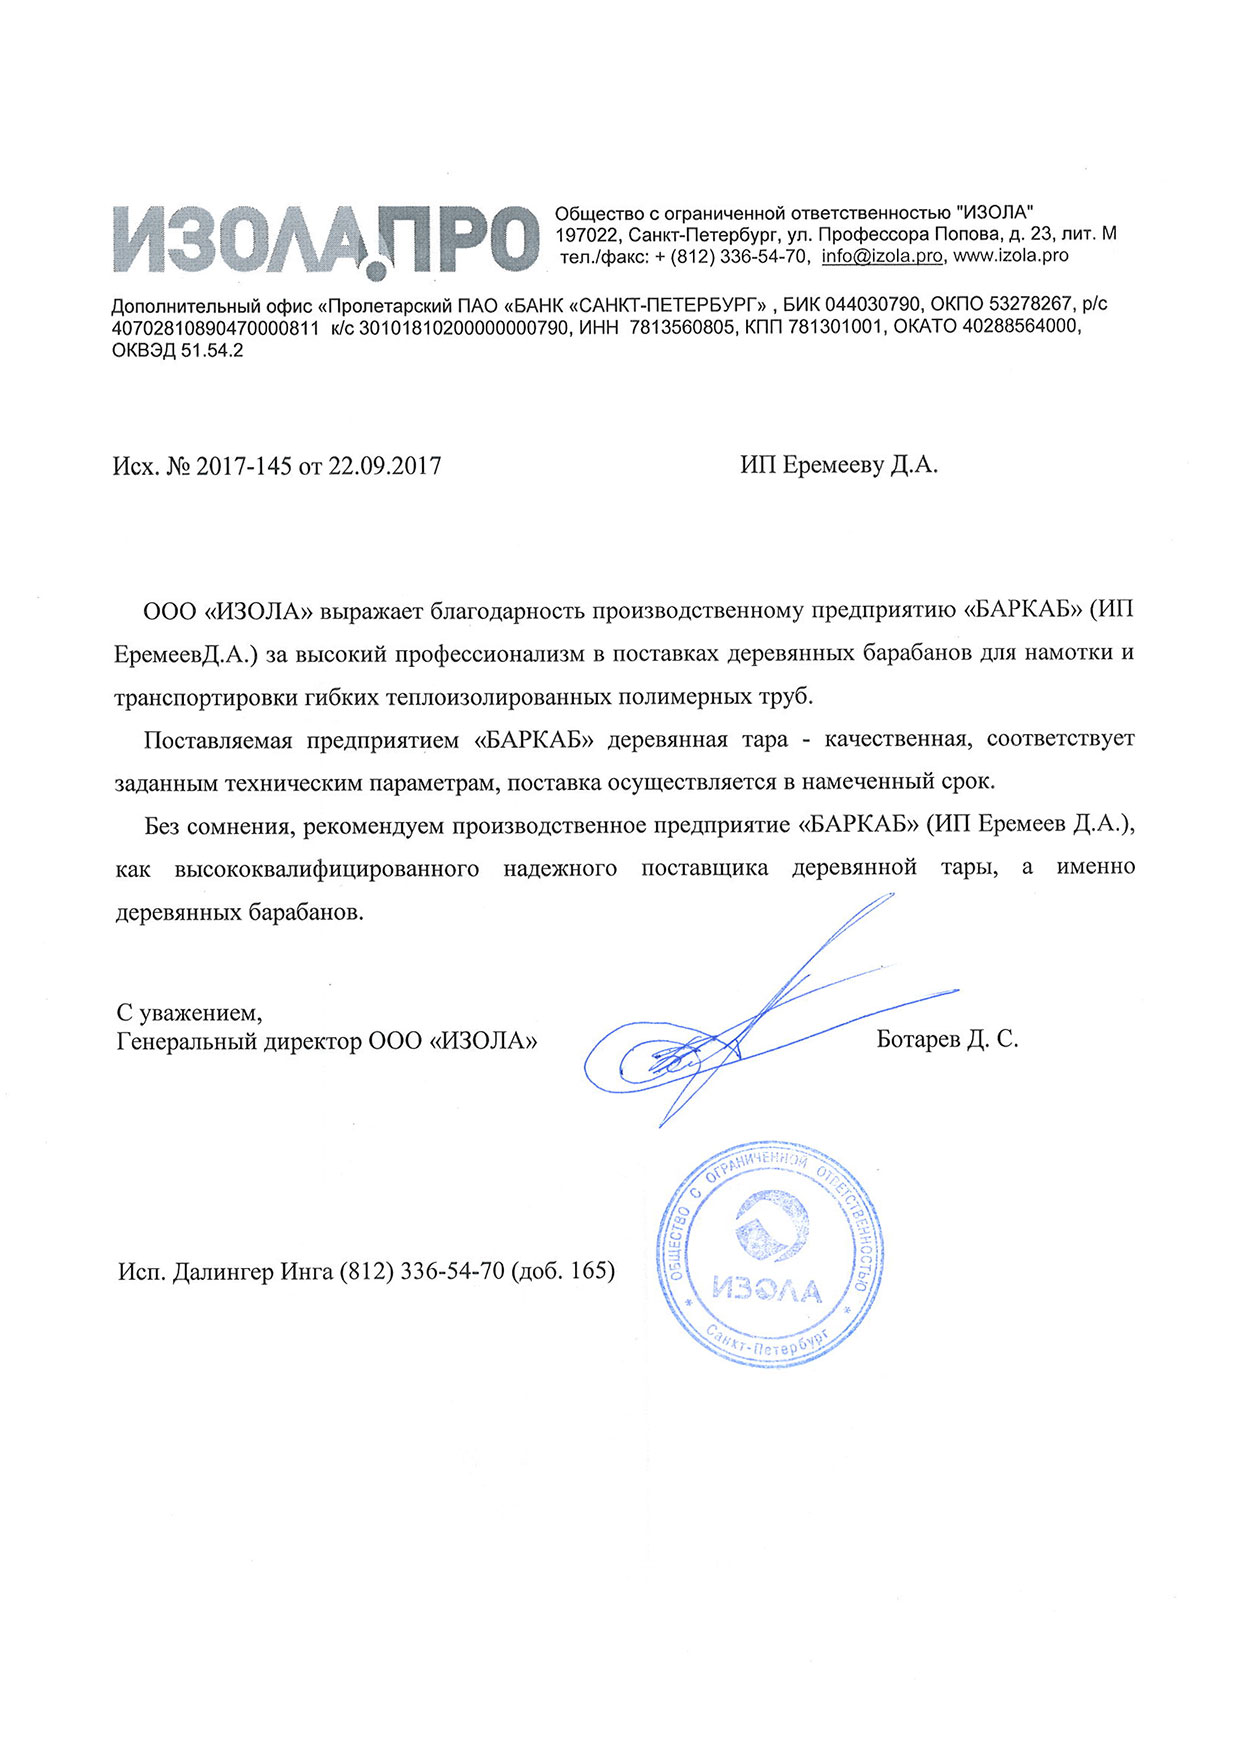 ИЗОЛА.ПРО
Общество с ограниченной ответственностью "ИЗОЛА"
197022, Санкт-Петербург, ул. Профессора Попова, д. 23, лит. М
тел./факс: + (812) 336-54-70, info@izola.pro, www.izola.pro
Дополнительный офис «Пролетарский ПАО «БАНК «САНКТ-ПЕТЕРБУРГ» , БИК 044030790, ОКПО 53278267, р/с
40702810890470000811 к/с 30101810200000000790, ИНН 7813560805, КПП 781301001, ОКАТО 40288564000,
ОКВЭД 51.54.2
Исх. № 2017-145 от 22.09.2017
ИП Еремееву Д.А.
ООО «ИЗОЛА» выражает благодарность производственному предприятию «БАРКАБ» (ИП
ЕремеевД.А.) за высокий профессионализм в поставках деревянных барабанов для намотки и
транспортировки гибких теплоизолированных полимерных труб.
Поставляемая предприятием «БАРКАБ» деревянная тара - качественная, соответствует
заданным техническим параметрам, поставка осуществляется в намеченный срок.
Без сомнения, рекомендуем производственное предприятие «БАРКАБ» (ИП Еремеев Д.А.),
как высококвалифицированного надежного поставщика деревянной тары, а именно
деревянных барабанов.
С уважением,
Генеральный директор ООО «ИЗОЛА»
Ботарев Д. С.
ОБЩЕСТВО С ОГРАНИЧЕННОЙ ОТВЕТСТВЕННОСТЬЮ
ИЗОЛА
* Санкт-Петербург *
Исп. Далингер Инга (812) 336-54-70 (доб. 165)